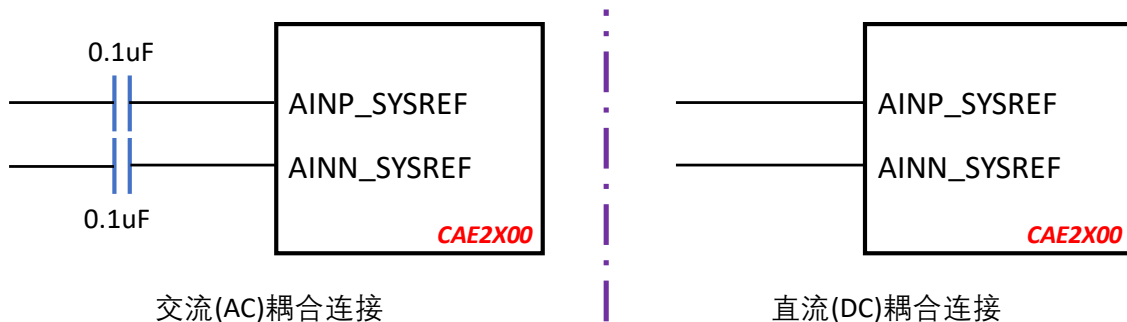 0.1uF
AINP_SYSREF
AINN_SYSREF
0.1uF
CAE2X00
交流(AC)耦合连接
AINP_SYSREF
AINN_SYSREF
CAE2X00
直流(DC)耦合连接